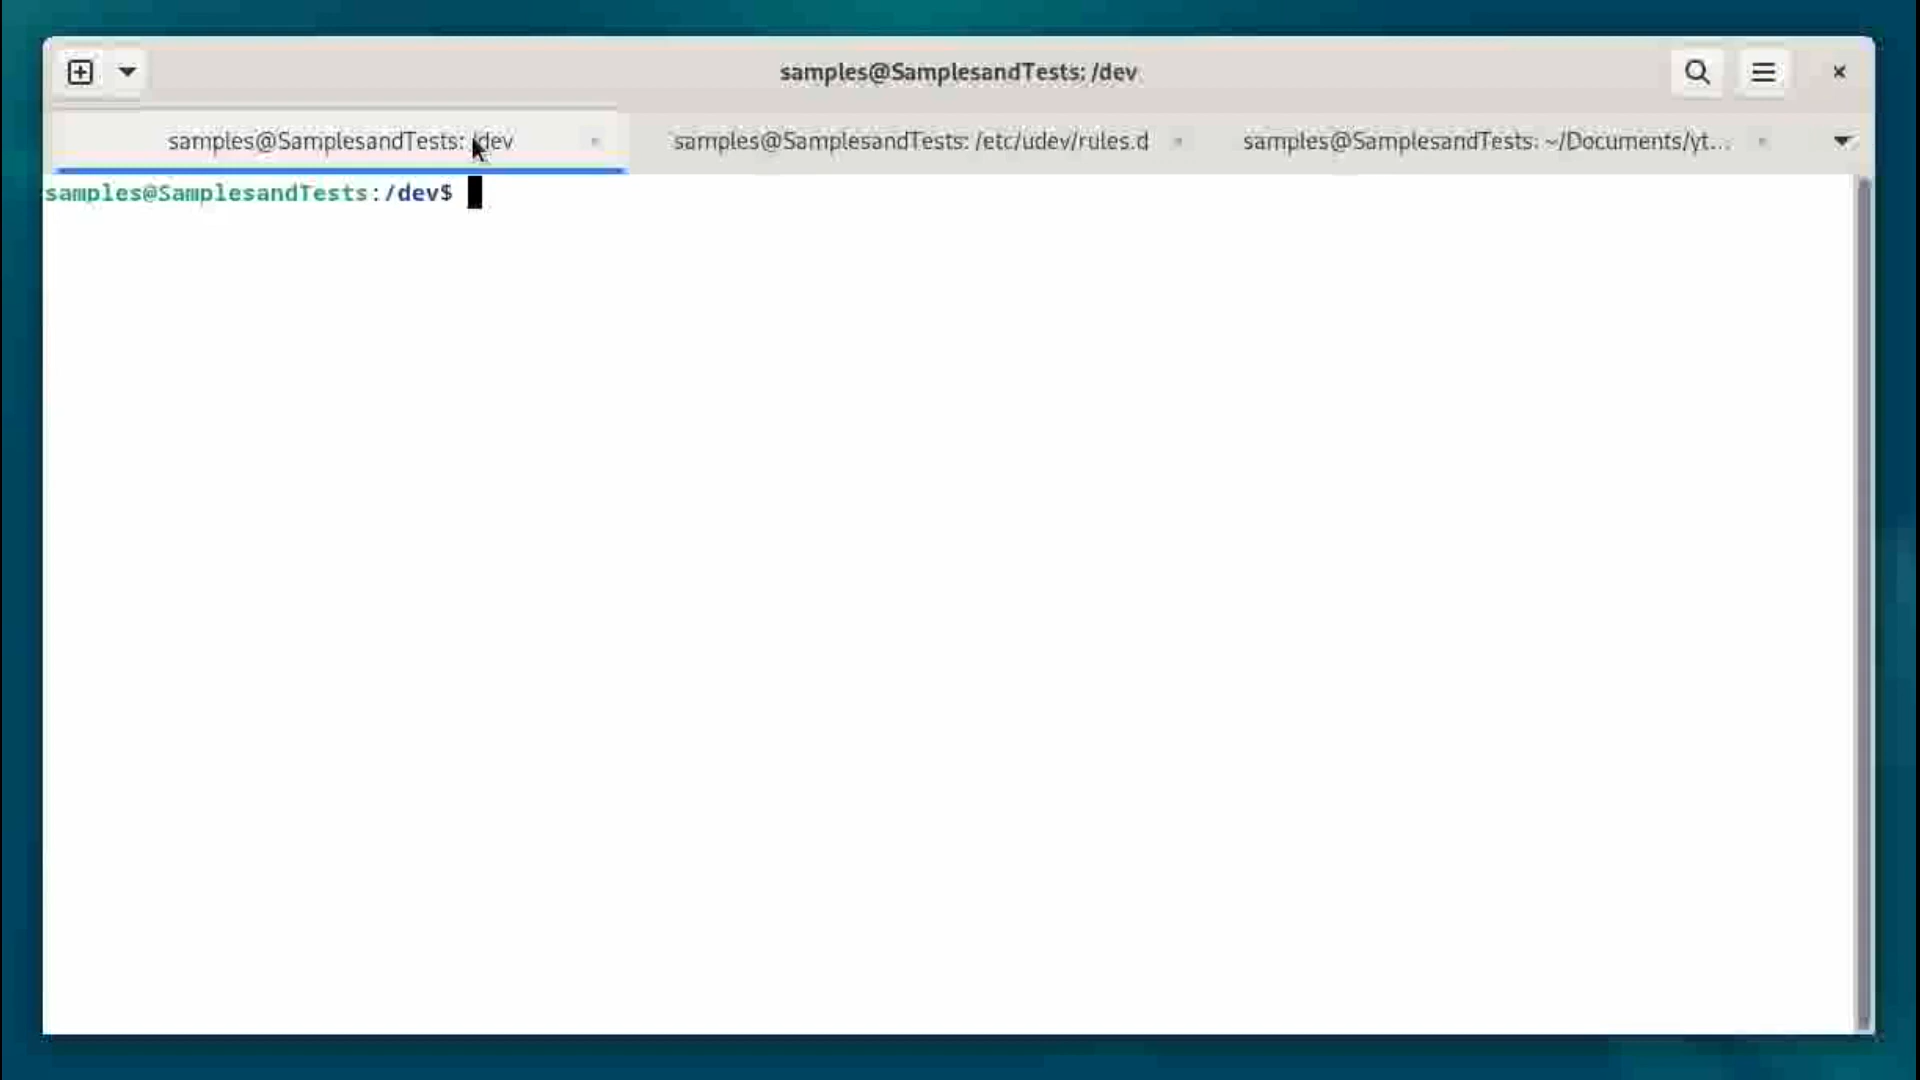 samples@SamplesandTests: /dev
samples@SamplesandTests: /dev
samples@SamplesandTests: /etc/udev/rules.d
samples@SamplesandTests: ~/Documents/yt...
samples@SamplesandTests:/dev$